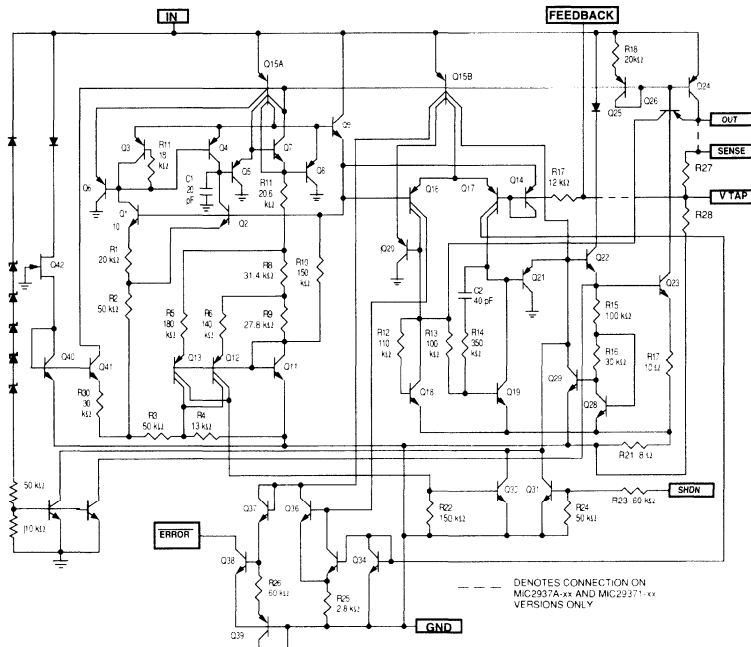 IN
FEEDBACK
R18
20kΩ
Q15A
Q15B
Q24
Q25
Q26
OUT
SENSE
Q3
R11
18
kΩ
Q4
Q5
Q7
Q9
Q6
C1
20
pF
Q8
R11
20.6
kΩ
Q16
Q17
Q14
R17
12 kΩ
R27
V TAP
R28
Q1
10
Q2
Q42
R1
20 kΩ
R8
31.4 kΩ
R10
150
kΩ
Q20
Q21
Q22
Q23
R2
50 kΩ
R5
180
kΩ
R6
140
kΩ
R9
27.8 kΩ
C2
40 pF
R15
100 kΩ
R12
110
kΩ
R13
100
kΩ
R14
350
kΩ
R16
30 kΩ
R17
10 Ω
Q40
Q41
Q13
Q12
Q11
Q18
Q19
Q29
Q28
R30
30
kΩ
R3
50 kΩ
R4
13 kΩ
R21 8 Ω
50 kΩ
10 kΩ
Q37
Q36
R22
150 kΩ
Q30
Q31
R24
50 kΩ
R23 60 kΩ
SHDN
ERROR
Q38
Q34
R26
60 kΩ
R25
2.8 kΩ
Q39
GND
DENOTES CONNECTION ON
MIC2937A-xx AND MIC29371-xx
VERSIONS ONLY